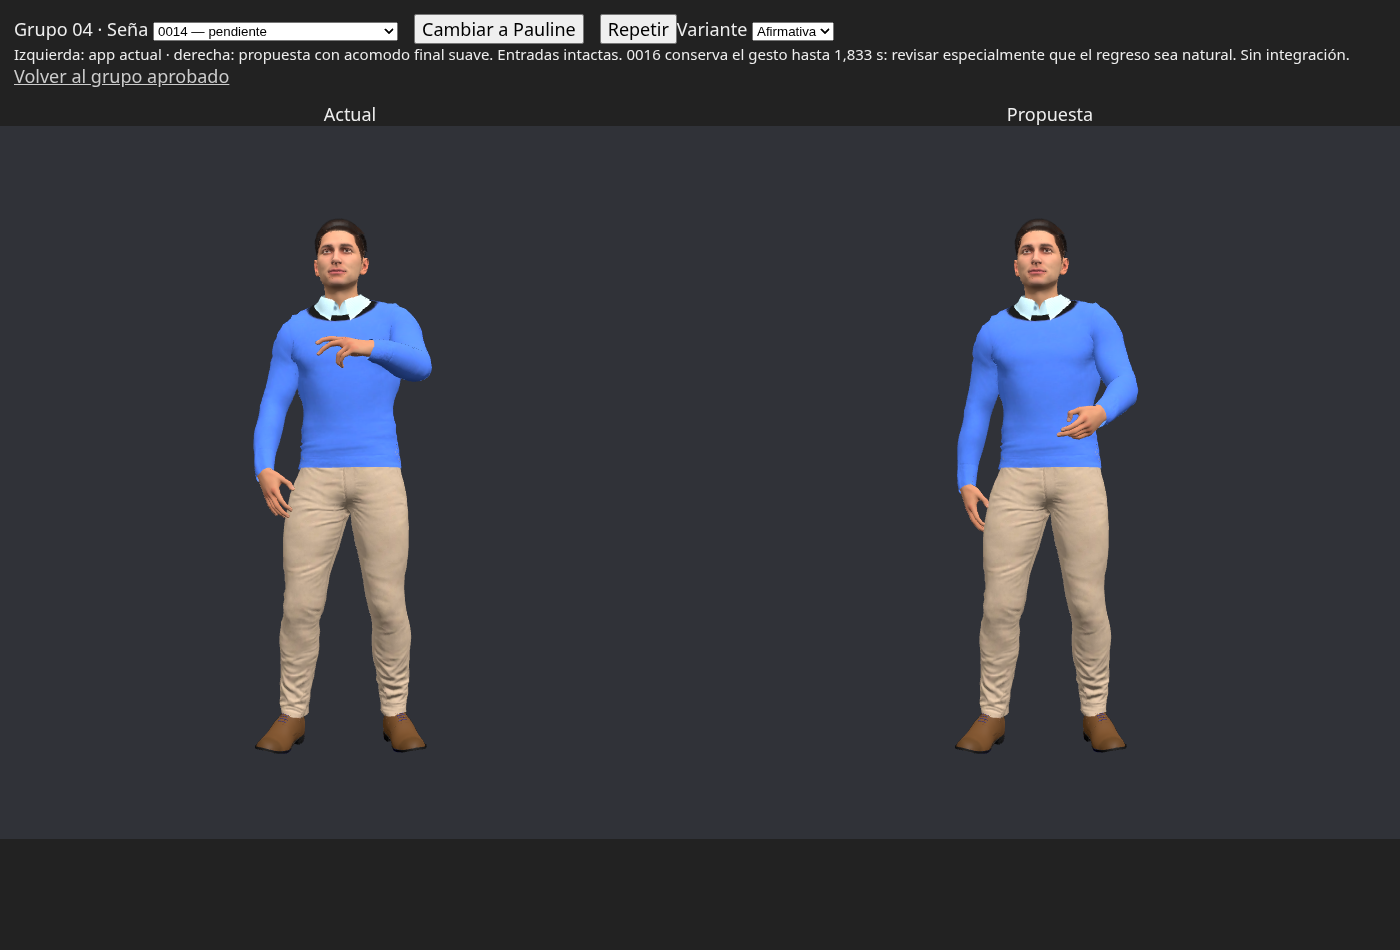 Grupo 04 · Seña 0014 — pendiente Cambiar a Pauline Repetir Variante Afirmativa
Izquierda: app actual · derecha: propuesta con acomodo final suave. Entradas intactas. 0016 conserva el gesto hasta 1,833 s: revisar especialmente que el regreso sea natural. Sin integración.
Volver al grupo aprobado
Actual Propuesta